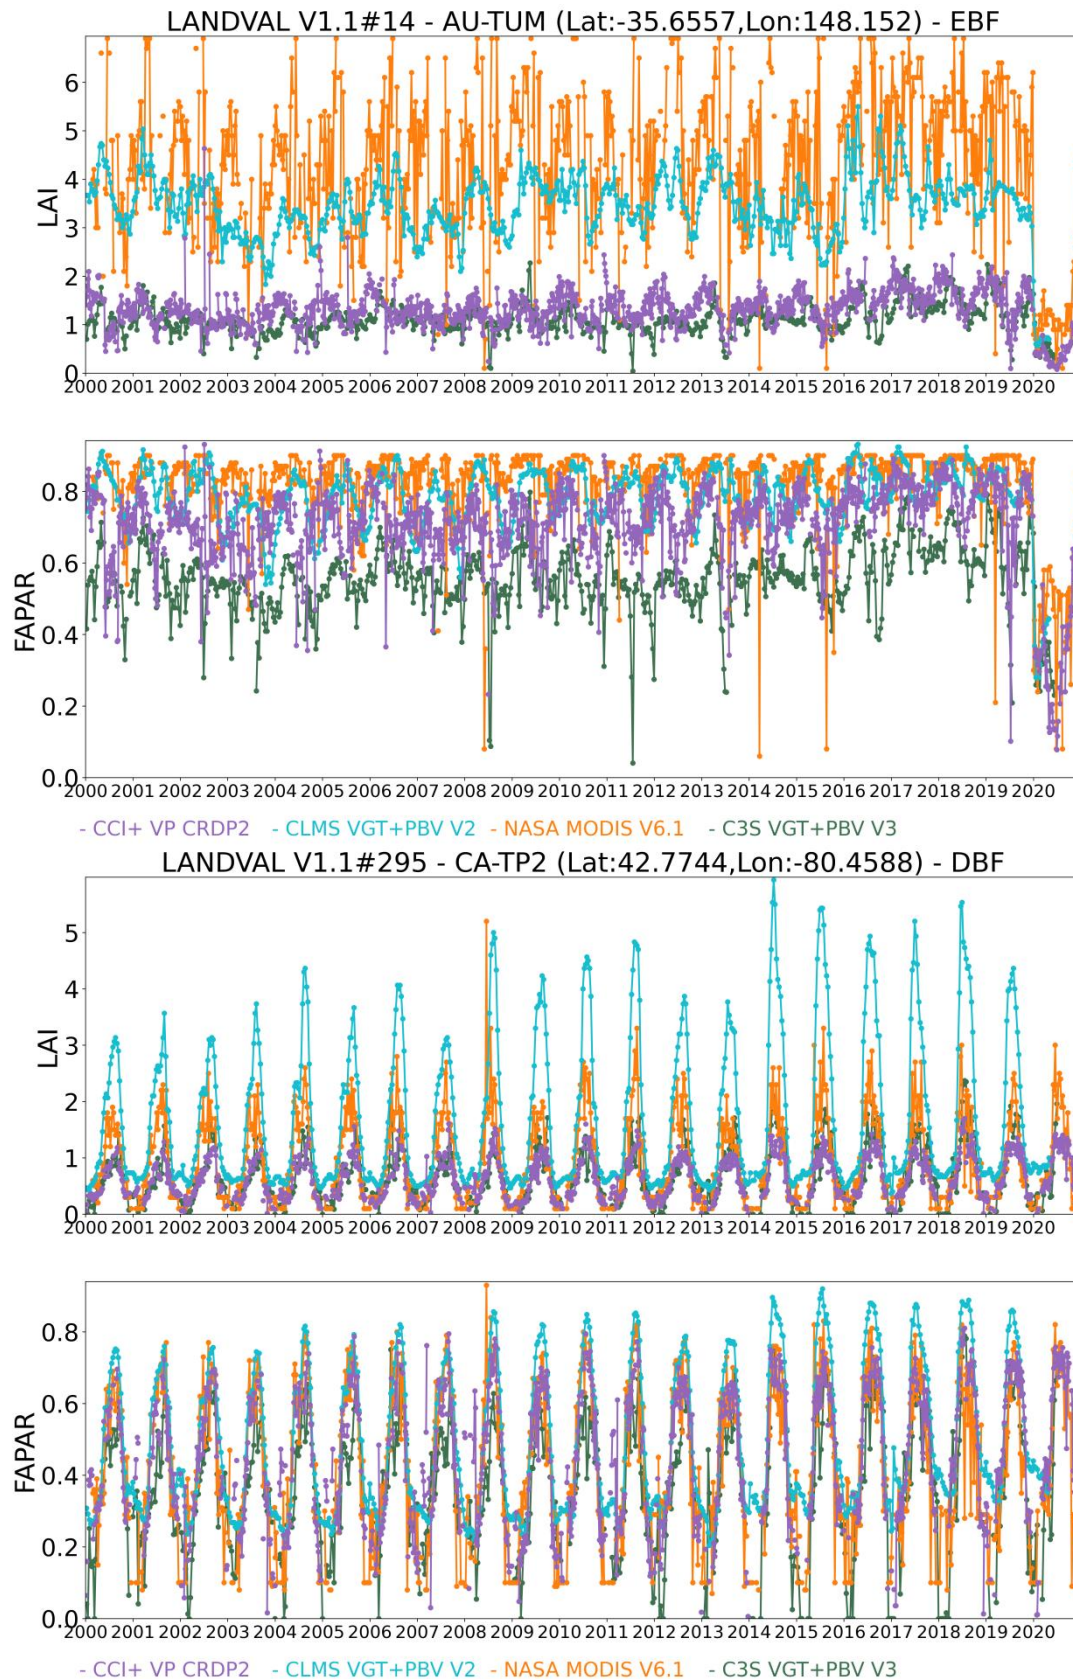 LANDVAL V1.1#14 - AU-TUM (Lat:-35.6557,Lon:148.152) - EBF
6
5
4
3
2
1
0
LAI
2000 2001 2002 2003 2004 2005 2006 2007 2008 2009 2010 2011 2012 2013 2014 2015 2016 2017 2018 2019 2020
0.8
0.6
0.4
0.2
0.0
FAPAR
2000 2001 2002 2003 2004 2005 2006 2007 2008 2009 2010 2011 2012 2013 2014 2015 2016 2017 2018 2019 2020
- CCI+ VP CRDP2 - CLMS VGT+PBV V2 - NASA MODIS V6.1 - C3S VGT+PBV V3
LANDVAL V1.1#295 - CA-TP2 (Lat:42.7744,Lon:-80.4588) - DBF
5
4
3
2
1
0
LAI
2000 2001 2002 2003 2004 2005 2006 2007 2008 2009 2010 2011 2012 2013 2014 2015 2016 2017 2018 2019 2020
0.8
0.6
0.4
0.2
0.0
FAPAR
2000 2001 2002 2003 2004 2005 2006 2007 2008 2009 2010 2011 2012 2013 2014 2015 2016 2017 2018 2019 2020
- CCI+ VP CRDP2 - CLMS VGT+PBV V2 - NASA MODIS V6.1 - C3S VGT+PBV V3